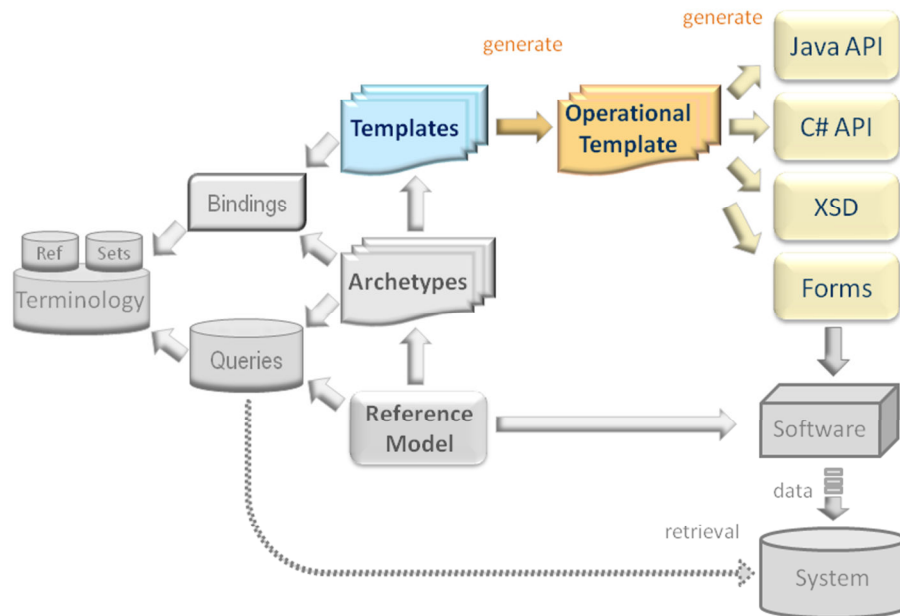 generate
generate
Java API
Templates
Operational
Template
C# API
Bindings
XSD
Ref
Sets
Terminology
Archetypes
Forms
Queries
Reference
Model
Software
data
retrieval
System